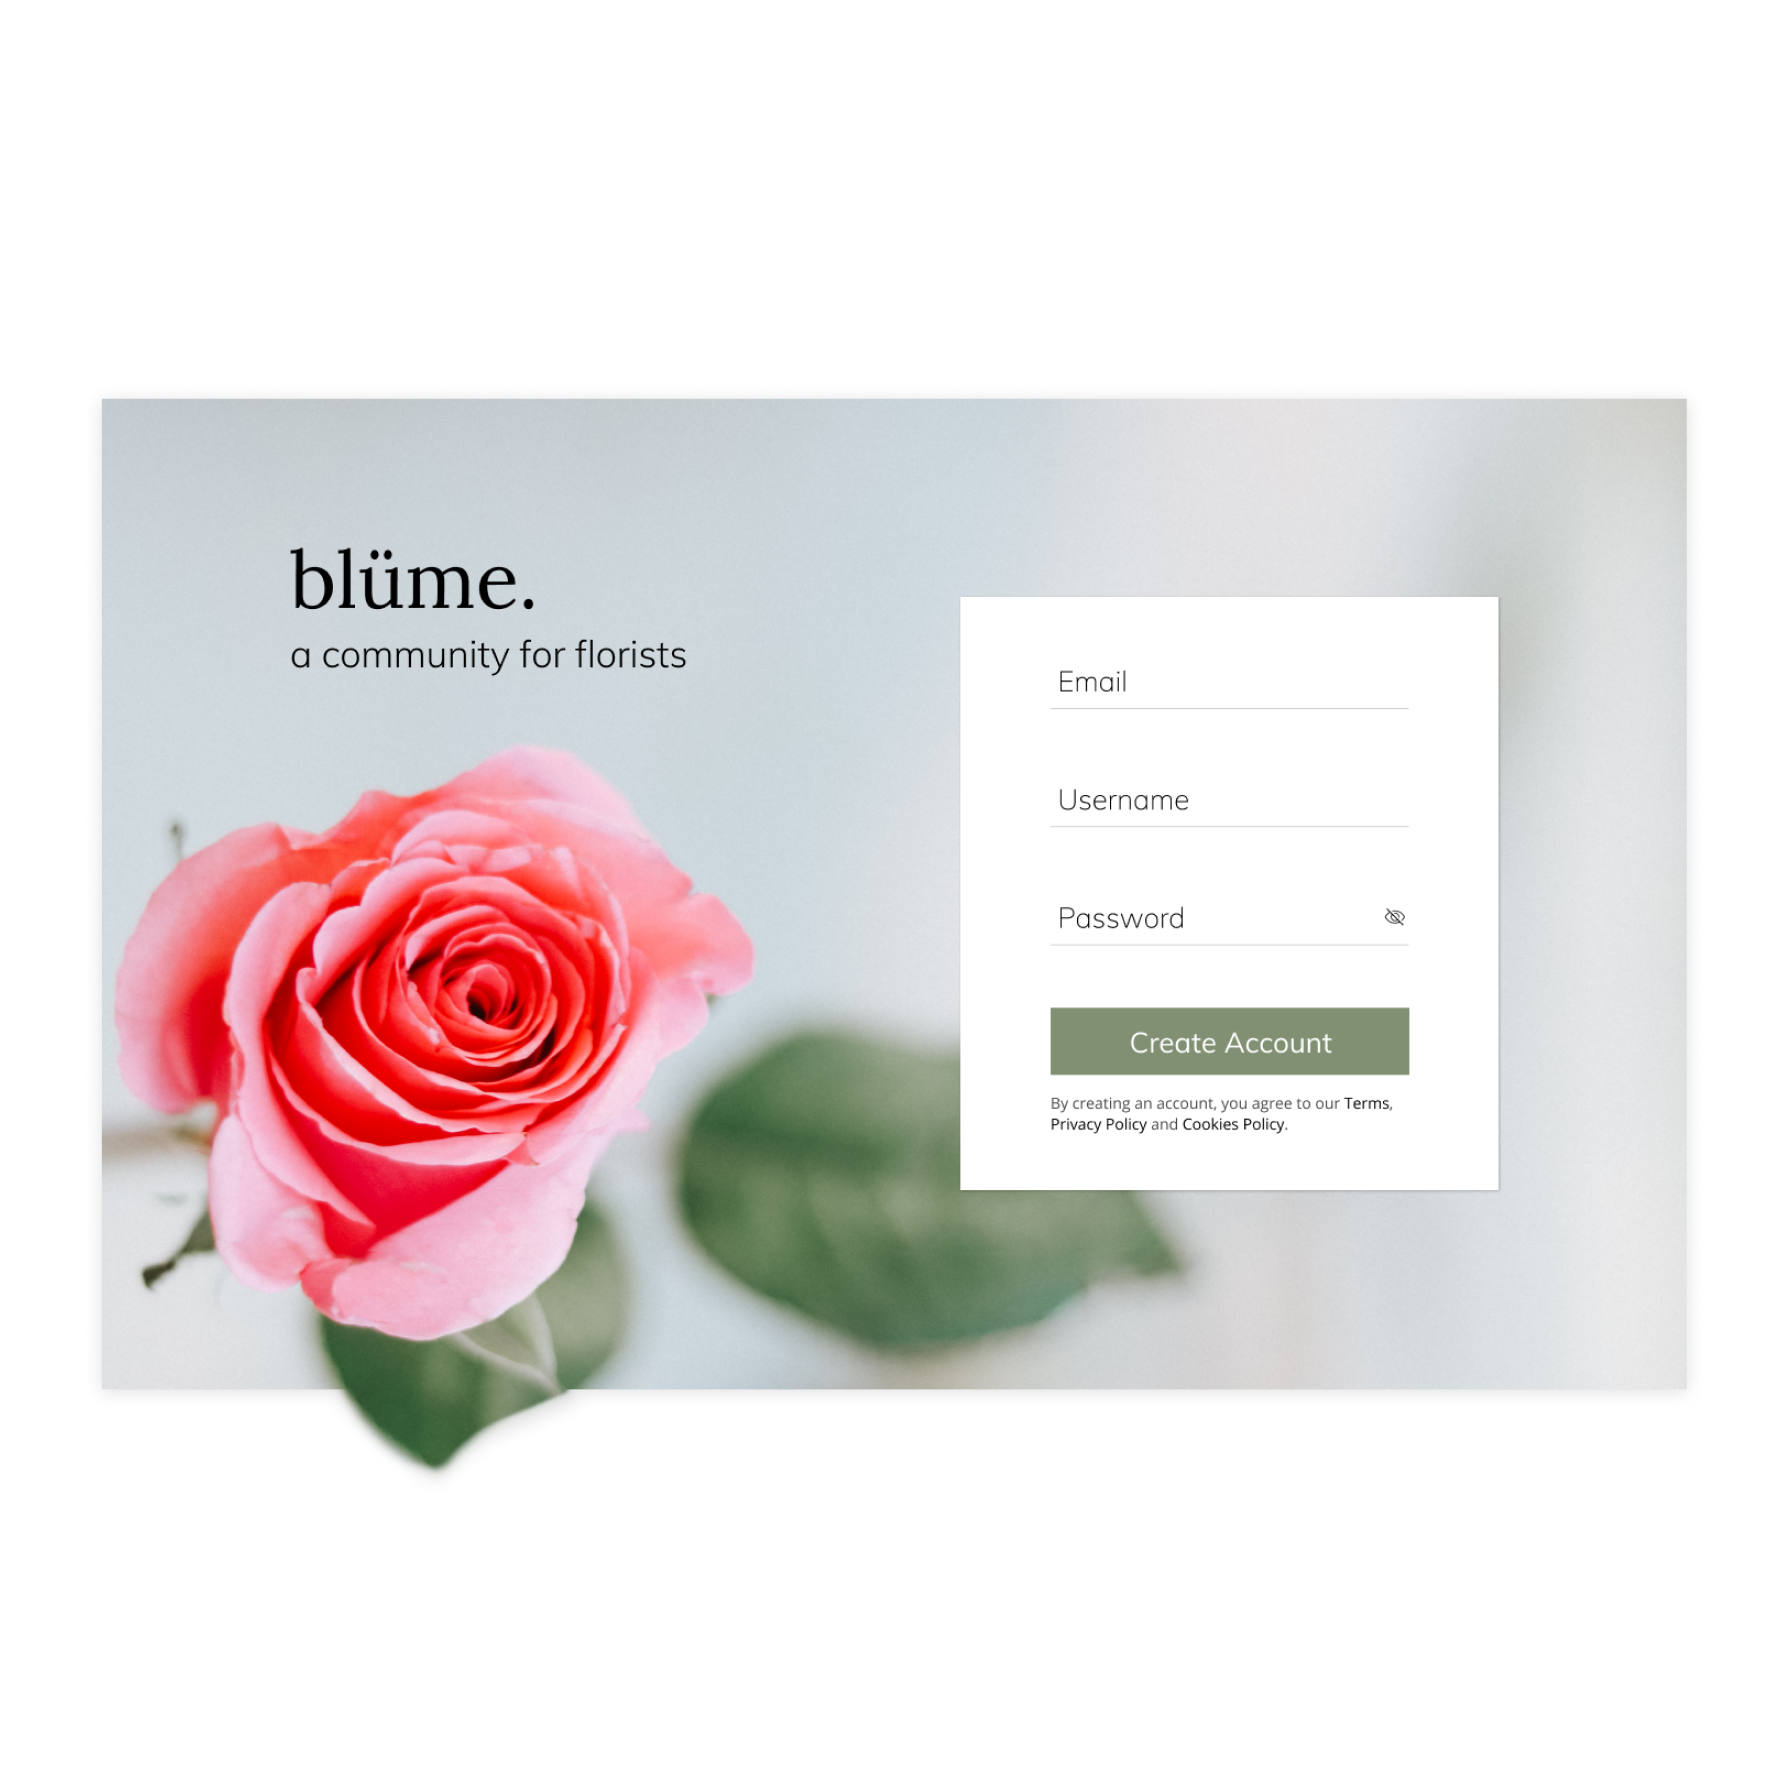 blüme.
a community for florists
Email
Username
Password
Create Account
By creating an account, you agree to our Terms,
Privacy Policy and Cookies Policy.